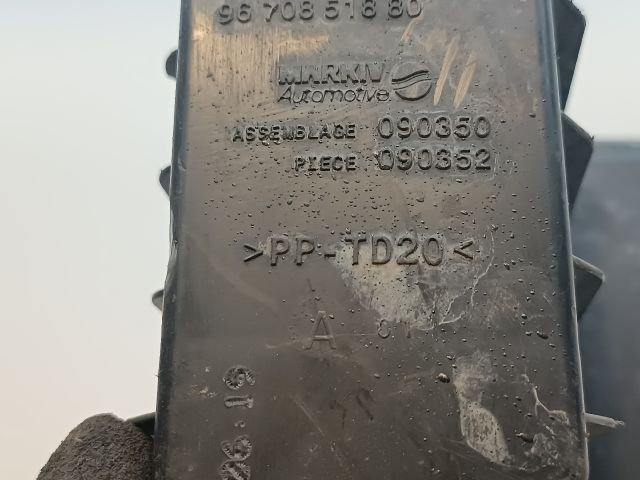 96 708 518 80
MARKIV
Automotive
ASSEMBLAGE 090350
PIECE 090352
>PP-TD20<
A